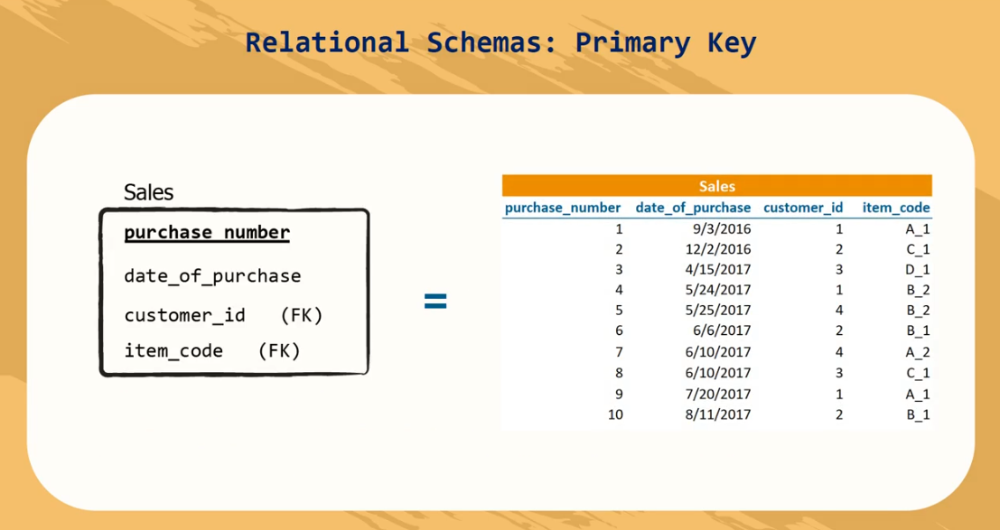 Relational Schemas: Primary Key
Sales
purchase_number
date_of_purchase
customer_id (FK)
item_code (FK)
=
Sales
purchase_number date_of_purchase customer_id item_code
1 9/3/2016 1 A_1
2 12/2/2016 2 C_1
3 4/15/2017 3 D_1
4 5/24/2017 1 B_2
5 5/25/2017 4 B_2
6 6/6/2017 2 B_1
7 6/10/2017 4 A_2
8 6/10/2017 3 C_1
9 7/20/2017 1 A_1
10 8/11/2017 2 B_1